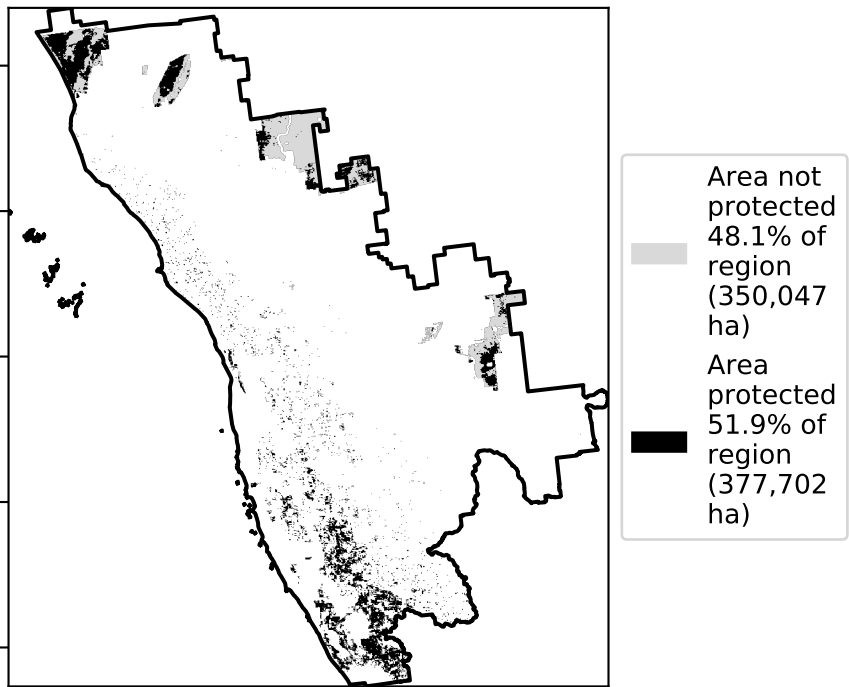 Area not
protected
48.1% of
region
(350,047
ha)
Area
protected
51.9% of
region
(377,702
ha)